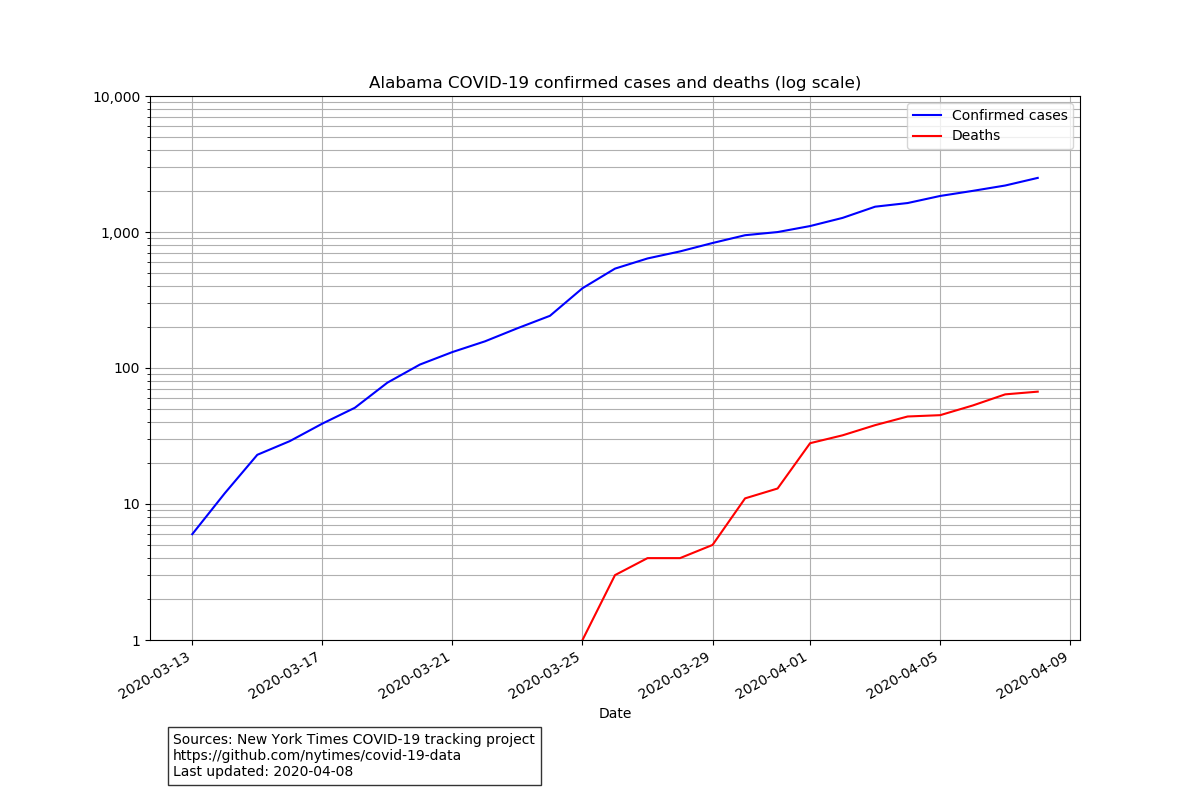 Alabama COVID-19 confirmed cases and deaths (log scale)
10,000
1,000
100
10
1
Confirmed cases
Deaths
2020-03-13
2020-03-17
2020-03-21
2020-03-25
2020-03-29
2020-04-01
2020-04-05
2020-04-09
Date
Sources: New York Times COVID-19 tracking project
https://github.com/nytimes/covid-19-data
Last updated: 2020-04-08